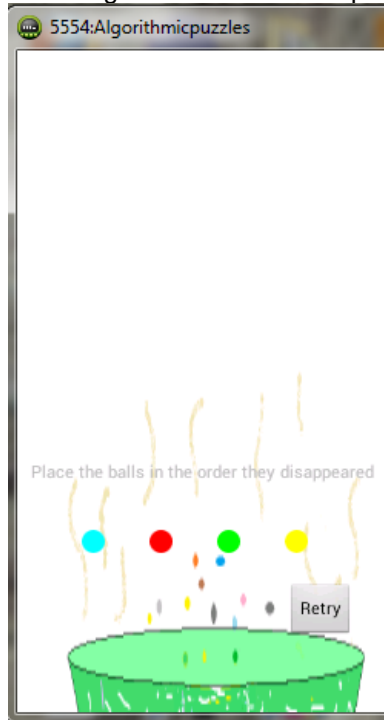 5554:Algorithmicpuzzles
Place the balls in the order they disappeared
Retry